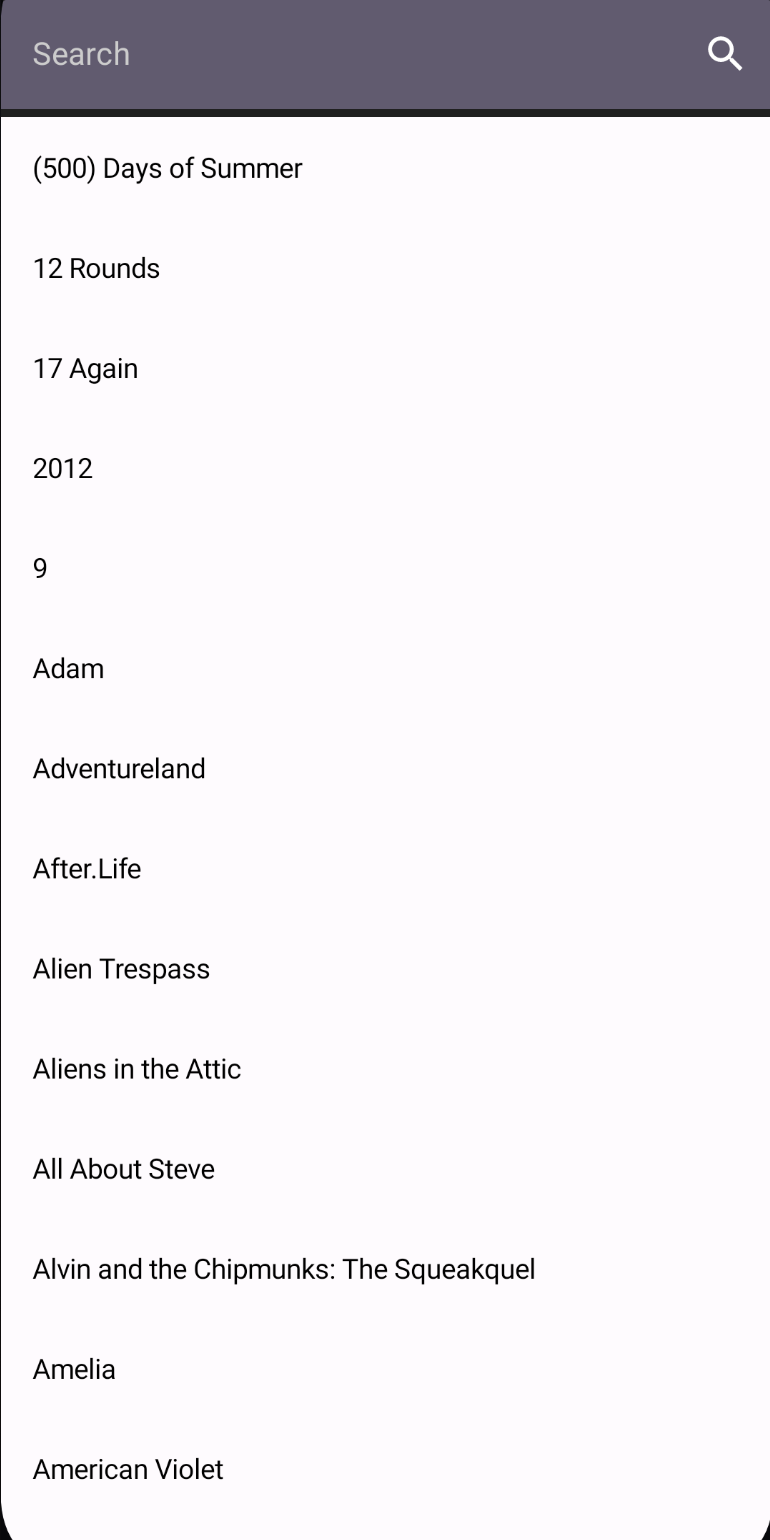 Search
(500) Days of Summer
12 Rounds
17 Again
2012
9
Adam
Adventureland
After.Life
Alien Trespass
Aliens in the Attic
All About Steve
Alvin and the Chipmunks: The Squeakquel
Amelia
American Violet